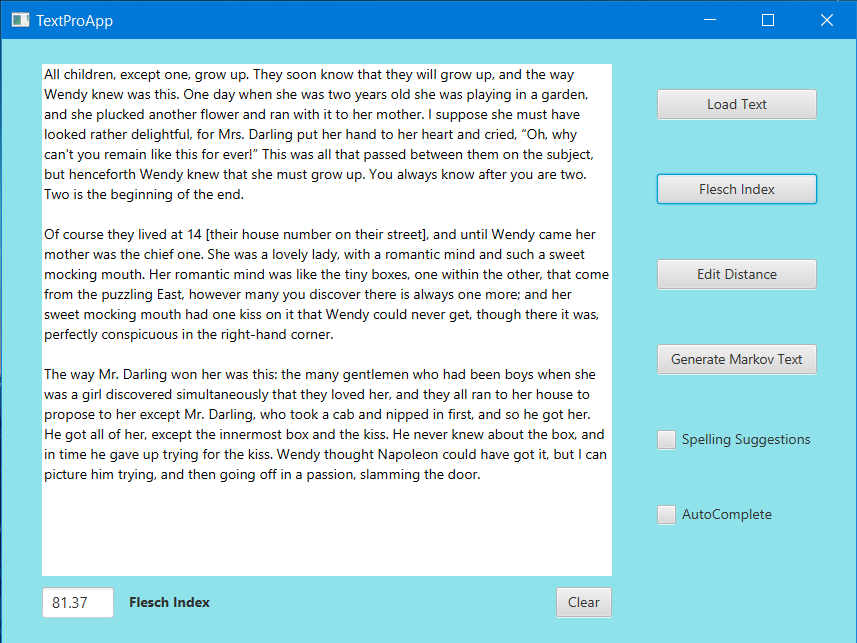 TextProApp
All children, except one, grow up. They soon know that they will grow up, and the way
Wendy knew was this. One day when she was two years old she was playing in a garden,
and she plucked another flower and ran with it to her mother. I suppose she must have
looked rather delightful, for Mrs. Darling put her hand to her heart and cried, “Oh, why
can't you remain like this for ever!” This was all that passed between them on the subject,
but henceforth Wendy knew that she must grow up. You always know after you are two.
Two is the beginning of the end.
Of course they lived at 14 [their house number on their street], and until Wendy came her
mother was the chief one. She was a lovely lady, with a romantic mind and such a sweet
mocking mouth. Her romantic mind was like the tiny boxes, one within the other, that come
from the puzzling East, however many you discover there is always one more; and her
sweet mocking mouth had one kiss on it that Wendy could never get, though there it was,
perfectly conspicuous in the right-hand corner.
The way Mr. Darling won her was this: the many gentlemen who had been boys when she
was a girl discovered simultaneously that they loved her, and they all ran to her house to
propose to her except Mr. Darling, who took a cab and nipped in first, and so he got her.
He got all of her, except the innermost box and the kiss. He never knew about the box, and
in time he gave up trying for the kiss. Wendy thought Napoleon could have got it, but I can
picture him trying, and then going off in a passion, slamming the door.
Load Text
Flesch Index
Edit Distance
Generate Markov Text
Spelling Suggestions
AutoComplete
81.37 Flesch Index
Clear